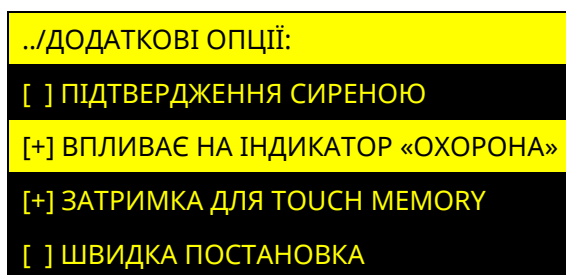 ../ДОДАТКОВІ ОПЦІЇ:
[ ] ПІДТВЕРДЖЕННЯ СИРЕНОЮ
[+] ВПЛИВАЄ НА ІНДИКАТОР «ОХОРОНА»
[+] ЗАТРИМКА ДЛЯ TOUCH MEMORY
[ ] ШВИДКА ПОСТАНОВКА